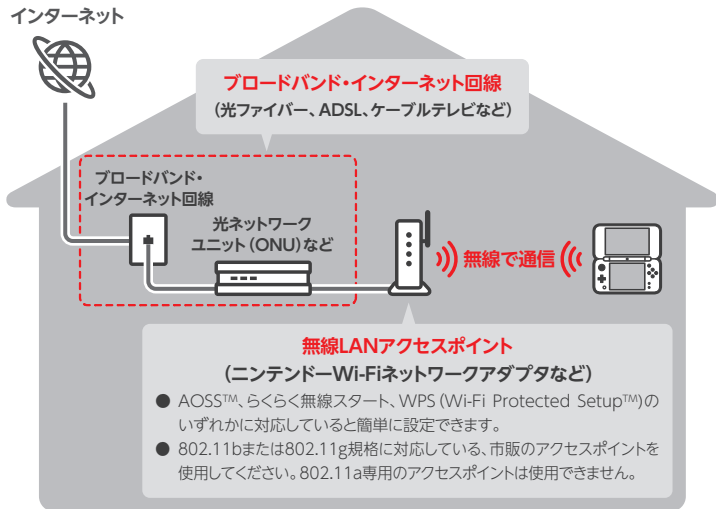 インターネット
ブロードバンド・インターネット回線
(光ファイバー、ADSL、ケーブルテレビなど)
ブロードバンド・
インターネット回線
光ネットワーク
ユニット(ONU)など
無線で通信
無線LANアクセスポイント
(ニンテンドーWi-Fiネットワークアダプタなど)
● AOSS™、らくらく無線スタート、WPS(Wi-Fi Protected Setup™)の
いずれかに対応していると簡単に設定できます。
● 802.11bまたは802.11g規格に対応している、市販のアクセスポイントを
使用してください。802.11a専用のアクセスポイントは使用できません。